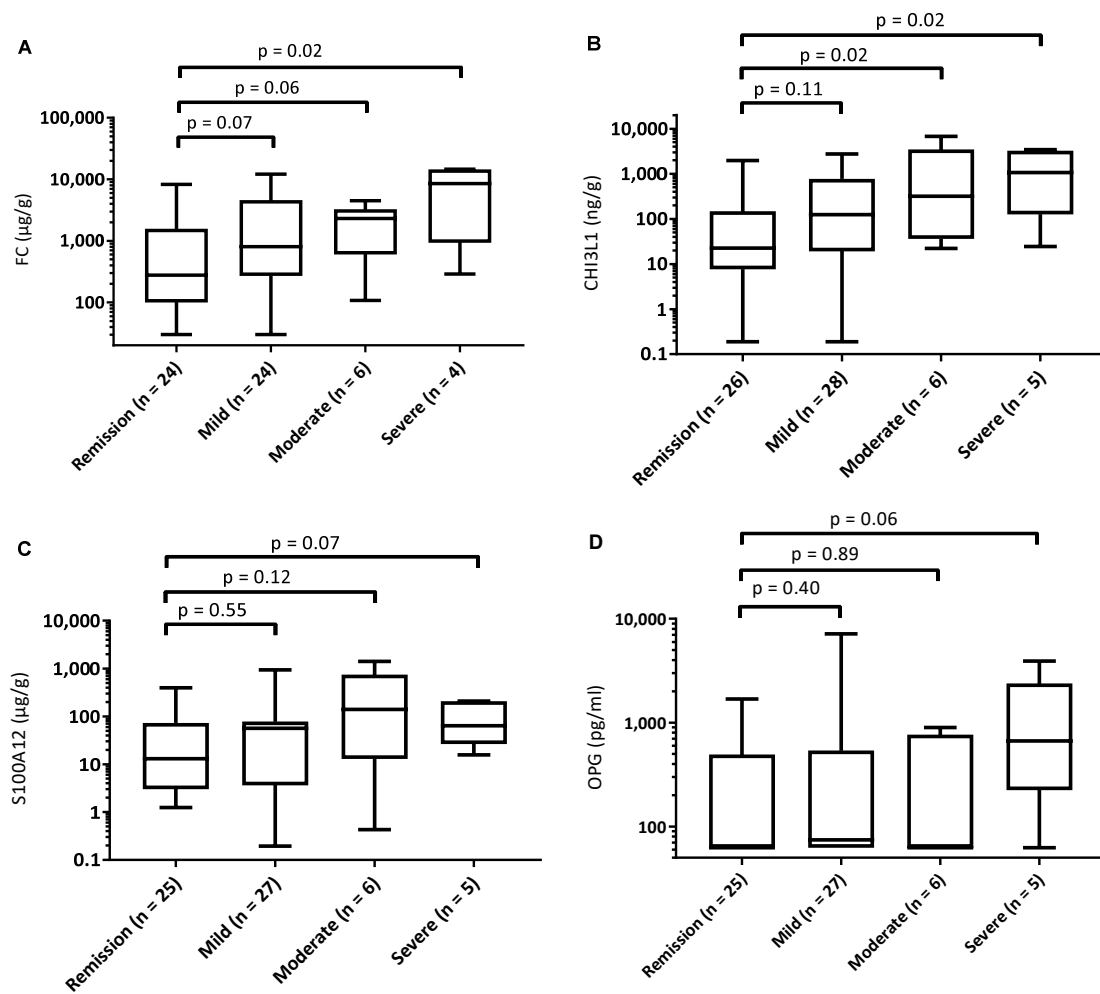 A
p = 0.02
p = 0.06
p = 0.07
100,000
10,000
1,000
100
FC (µg/g)
Remission (n = 24)
Mild (n = 24)
Moderate (n = 6)
Severe (n = 4)
B
p = 0.02
p = 0.02
p = 0.11
10,000
1,000
100
10
1
0.1
CHI3L1 (ng/g)
Remission (n = 26)
Mild (n = 28)
Moderate (n = 6)
Severe (n = 5)
C
p = 0.07
p = 0.12
p = 0.55
10,000
1,000
100
10
1
0.1
S100A12 (µg/g)
Remission (n = 25)
Mild (n = 27)
Moderate (n = 6)
Severe (n = 5)
D
p = 0.06
p = 0.89
p = 0.40
10,000
1,000
100
OPG (pg/ml)
Remission (n = 25)
Mild (n = 27)
Moderate (n = 6)
Severe (n = 5)